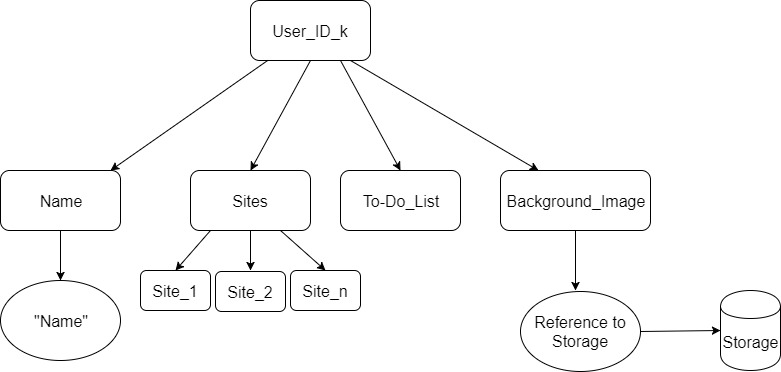 User_ID_k
Name
Sites
To-Do_List
Background_Image
Site_1
Site_2
Site_n
"Name"
Reference to
Storage
Storage